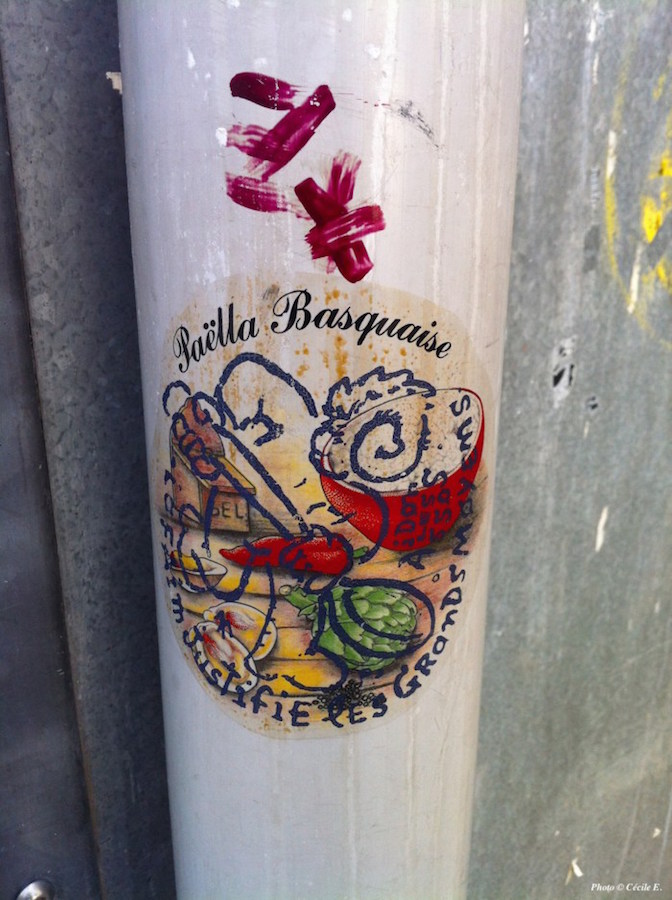 Paëlla Basquaise
SEL
la FAim justifiE lES GRAnDS moyEnS
Photo © Cécile E.